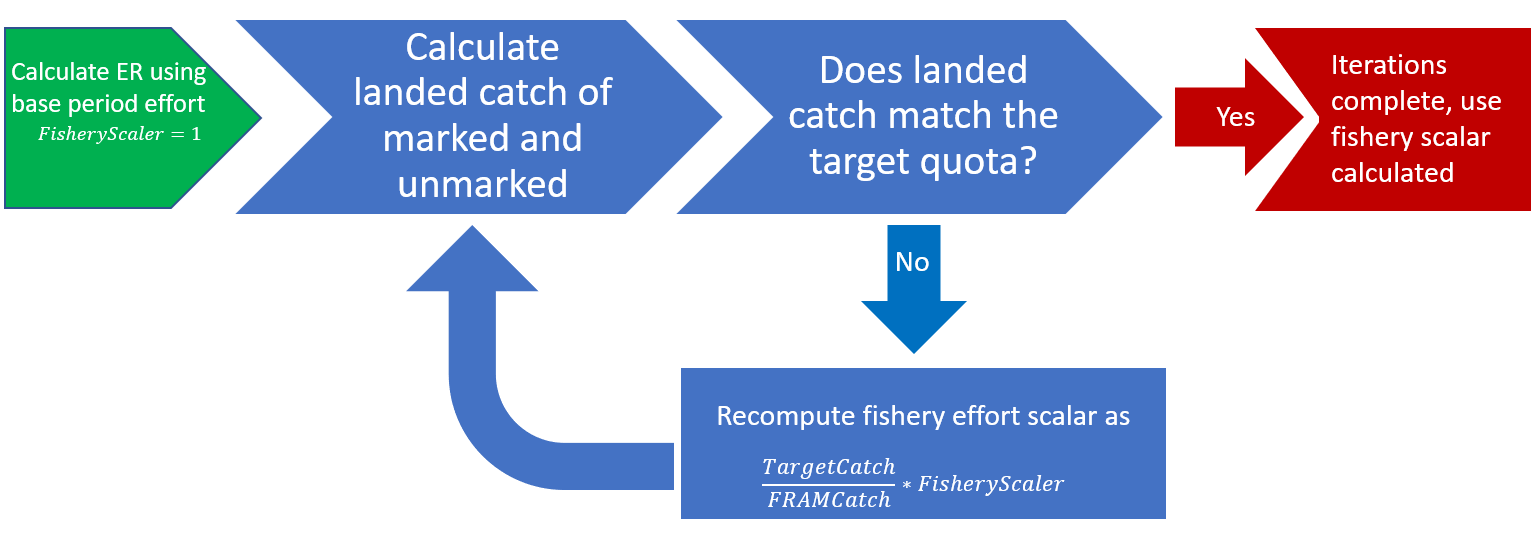 Calculate ER using
base period effort
FisheryScaler = 1
Calculate
landed catch of
marked and
unmarked
Does landed
catch match the
target quota?
Yes
Iterations
complete, use
fishery scalar
calculated
No
Recompute fishery effort scalar as
TargetCatch
FRAMCatch
∗ FisheryScaler